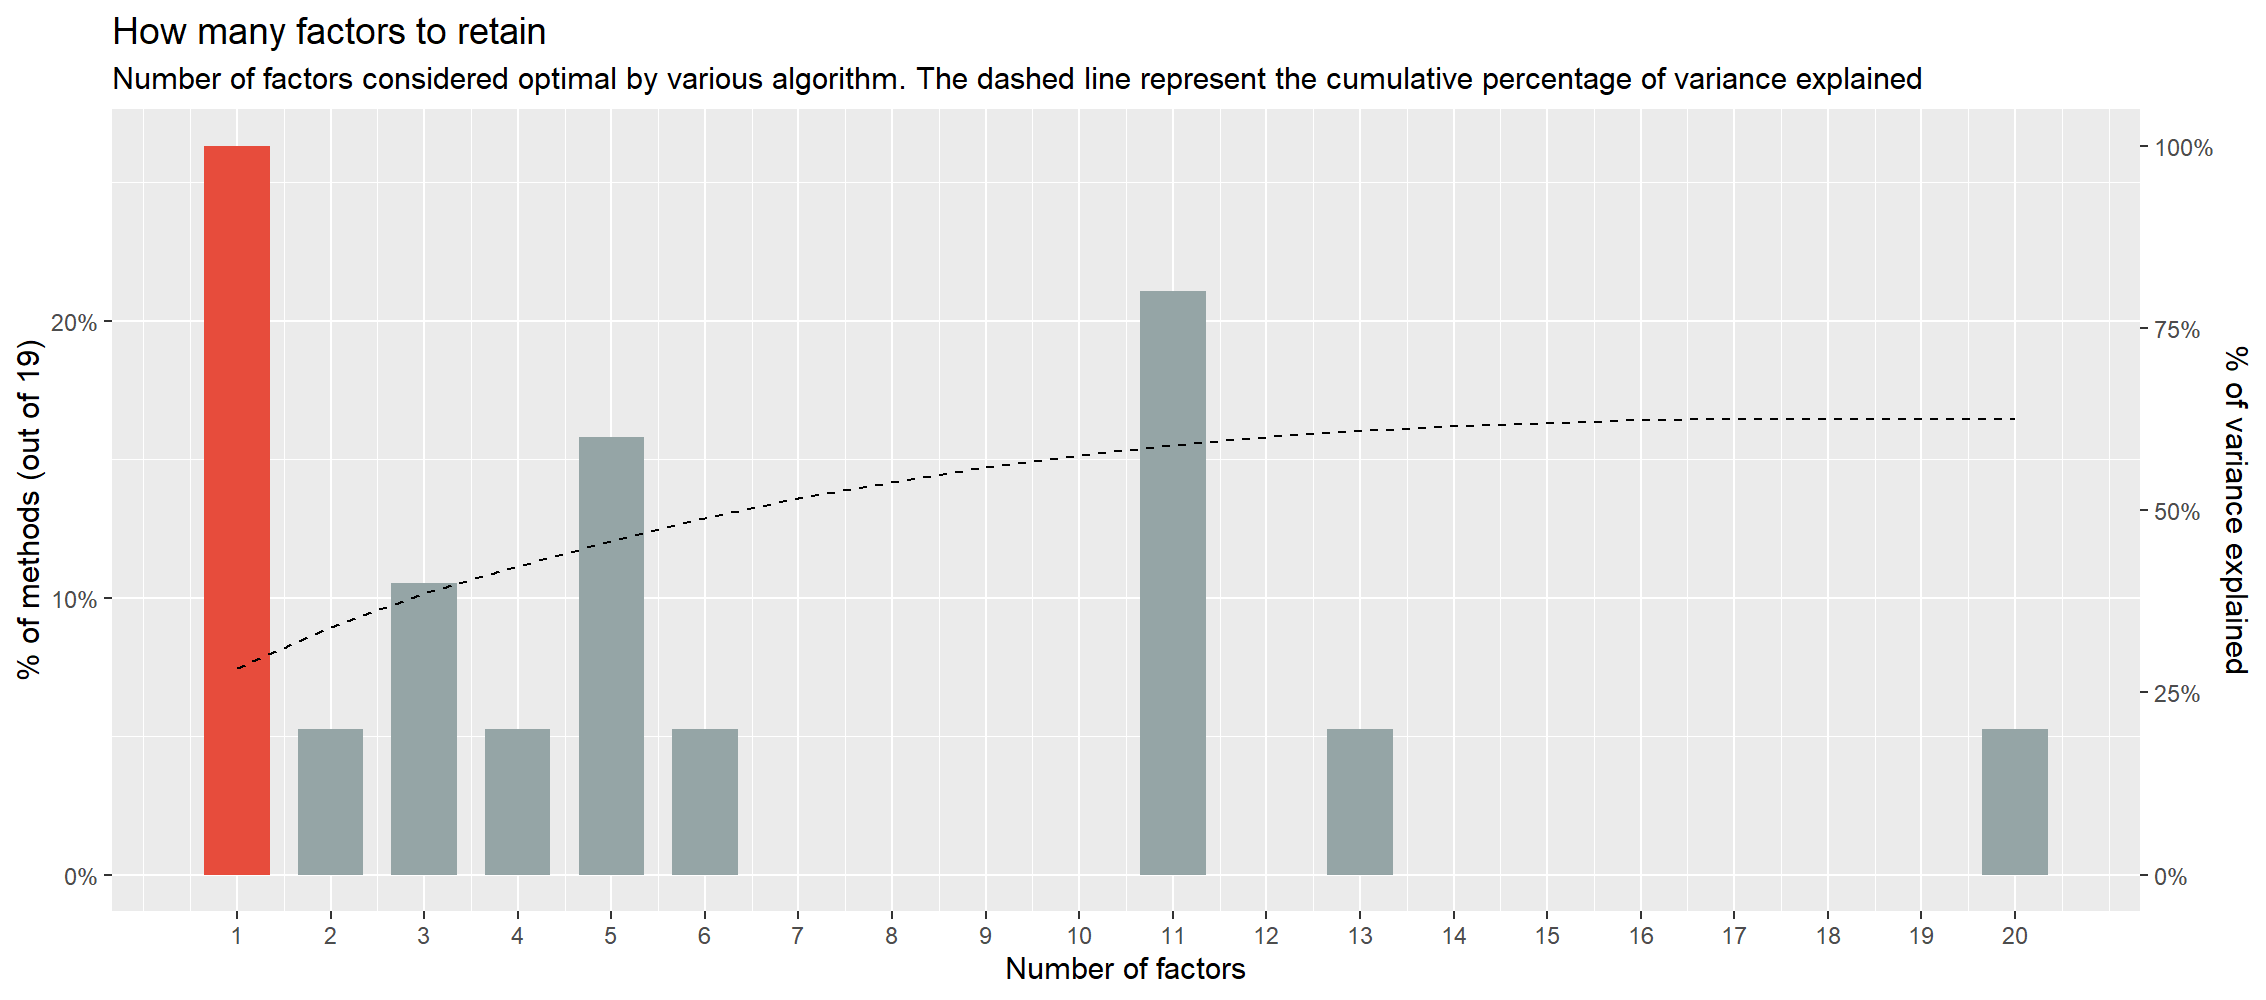 How many factors to retain
Number of factors considered optimal by various algorithm. The dashed line represent the cumulative percentage of variance explained
% of methods (out of 19)
20%
10%
0%
100%
75%
50%
25%
0%
% of variance explained
1 2 3 4 5 6 7 8 9 10 11 12 13 14 15 16 17 18 19 20
Number of factors